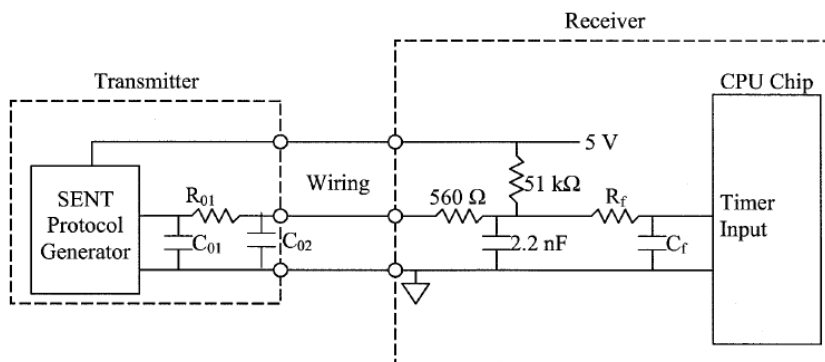 Receiver
Transmitter
CPU Chip
5 V
SENT
Protocol
Generator
R01
Wiring
560 Ω
51 kΩ
Rf
Timer
Input
C01
C02
2.2 nF
Cf